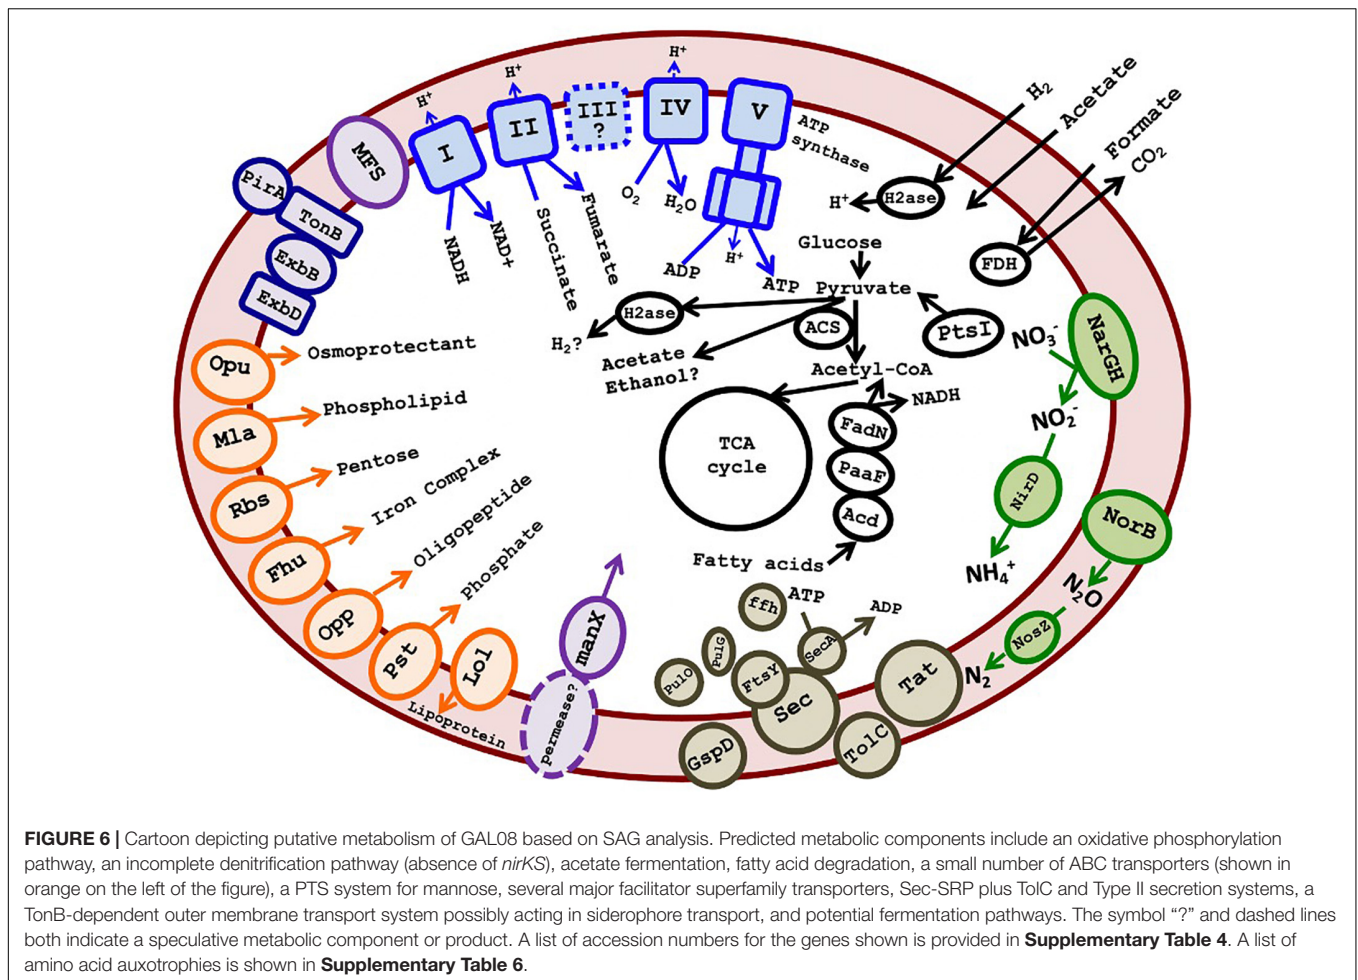 H⁺
H⁺
H⁺
I
II
III
?
IV
V
ATP
synthase
MFS
PirA
TonB
ExbB
ExbD
NADH
NAD+
Succinate
Fumarate
O₂
H₂O
ADP
H⁺
ATP
H₂
Acetate
Formate
CO₂
H⁺
H2ase
FDH
Glucose
Pyruvate
H2ase
H₂?
Acetate
Ethanol?
ACS
PtsI
Acetyl-CoA
NADH
TCA
cycle
FadN
PaaF
Acd
Fatty acids
NO₃⁻
NarGH
NO₂⁻
NirD
NH₄⁺
NorB
N₂O
NosZ
N₂
Opu
Osmoprotectant
Mla
Phospholipid
Rbs
Pentose
Fhu
Iron Complex
Opp
Oligopeptide
Pst
Phosphate
Lol
Lipoprotein
manX
permease?
ffh
ATP
ADP
PulG
PulO
FtsY
SecA
Sec
GspD
TolC
Tat
FIGURE 6 | Cartoon depicting putative metabolism of GAL08 based on SAG analysis. Predicted metabolic components include an oxidative phosphorylation
pathway, an incomplete denitrification pathway (absence of nirKS), acetate fermentation, fatty acid degradation, a small number of ABC transporters (shown in
orange on the left of the figure), a PTS system for mannose, several major facilitator superfamily transporters, Sec-SRP plus TolC and Type II secretion systems, a
TonB-dependent outer membrane transport system possibly acting in siderophore transport, and potential fermentation pathways. The symbol “?” and dashed lines
both indicate a speculative metabolic component or product. A list of accession numbers for the genes shown is provided in Supplementary Table 4. A list of
amino acid auxotrophies is shown in Supplementary Table 6.